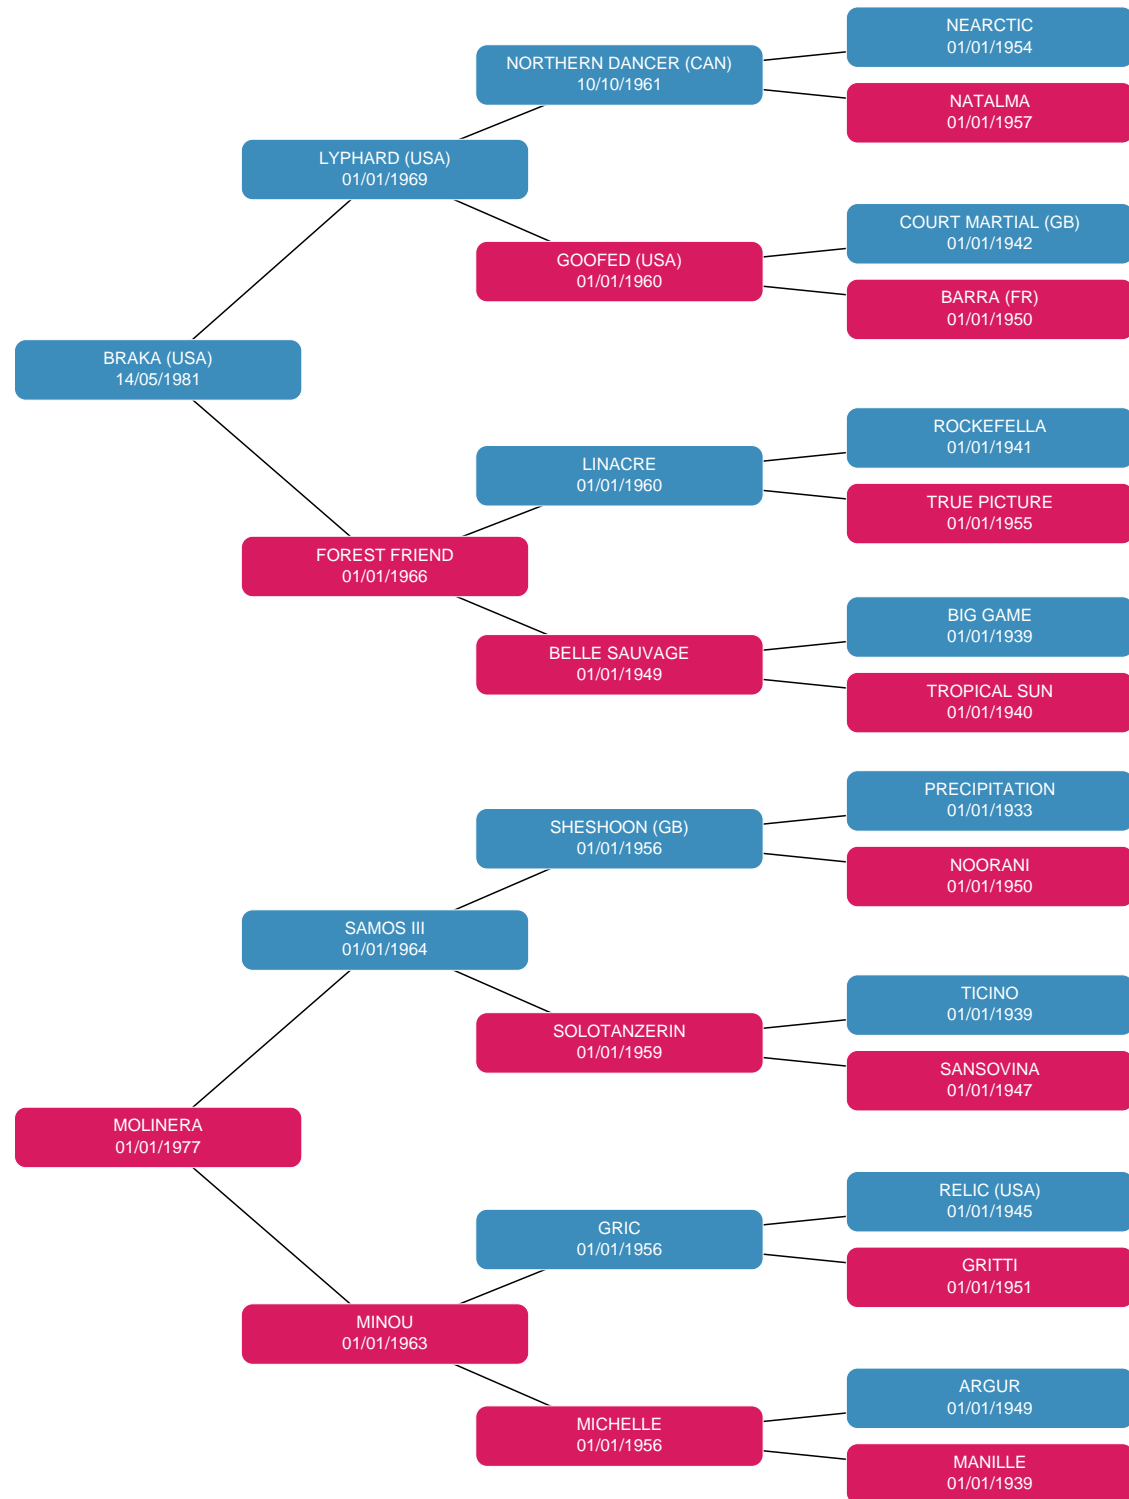 NEARCTIC
01/01/1954
NORTHERN DANCER (CAN)
10/10/1961
NATALMA
01/01/1957
LYPHARD (USA)
01/01/1969
COURT MARTIAL (GB)
01/01/1942
GOOFED (USA)
01/01/1960
BARRA (FR)
01/01/1950
BRAKA (USA)
14/05/1981
ROCKEFELLA
01/01/1941
LINACRE
01/01/1960
TRUE PICTURE
01/01/1955
FOREST FRIEND
01/01/1966
BIG GAME
01/01/1939
BELLE SAUVAGE
01/01/1949
TROPICAL SUN
01/01/1940
PRECIPITATION
01/01/1933
SHESHOON (GB)
01/01/1956
NOORANI
01/01/1950
SAMOS III
01/01/1964
TICINO
01/01/1939
SOLOTANZERIN
01/01/1959
SANSOVINA
01/01/1947
MOLINERA
01/01/1977
RELIC (USA)
01/01/1945
GRIC
01/01/1956
GRITTI
01/01/1951
MINOU
01/01/1963
ARGUR
01/01/1949
MICHELLE
01/01/1956
MANILLE
01/01/1939